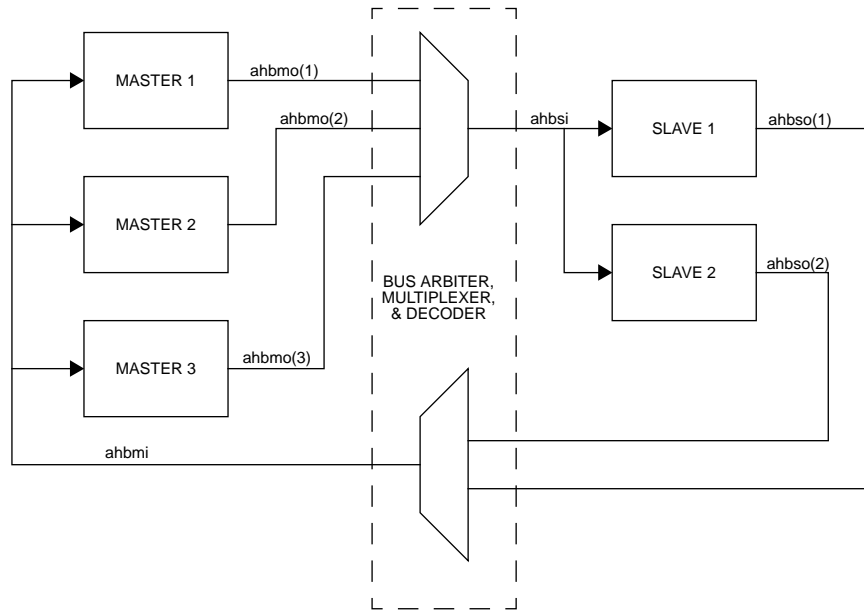 MASTER 1
ahbmo(1)
ahbmo(2)
ahbsi
SLAVE 1
ahbso(1)
MASTER 2
SLAVE 2
ahbso(2)
BUS ARBITER,
MULTIPLEXER,
& DECODER
MASTER 3
ahbmo(3)
ahbmi